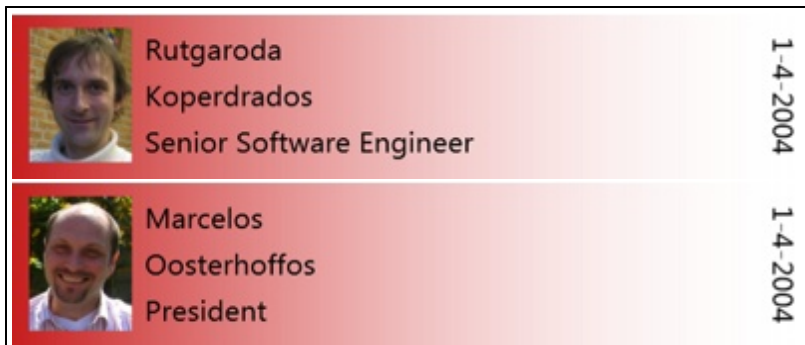 Rutgaroda
Koperdrados
Senior Software Engineer
1-4-2004
Marcelos
Oosterhoffos
President
1-4-2004